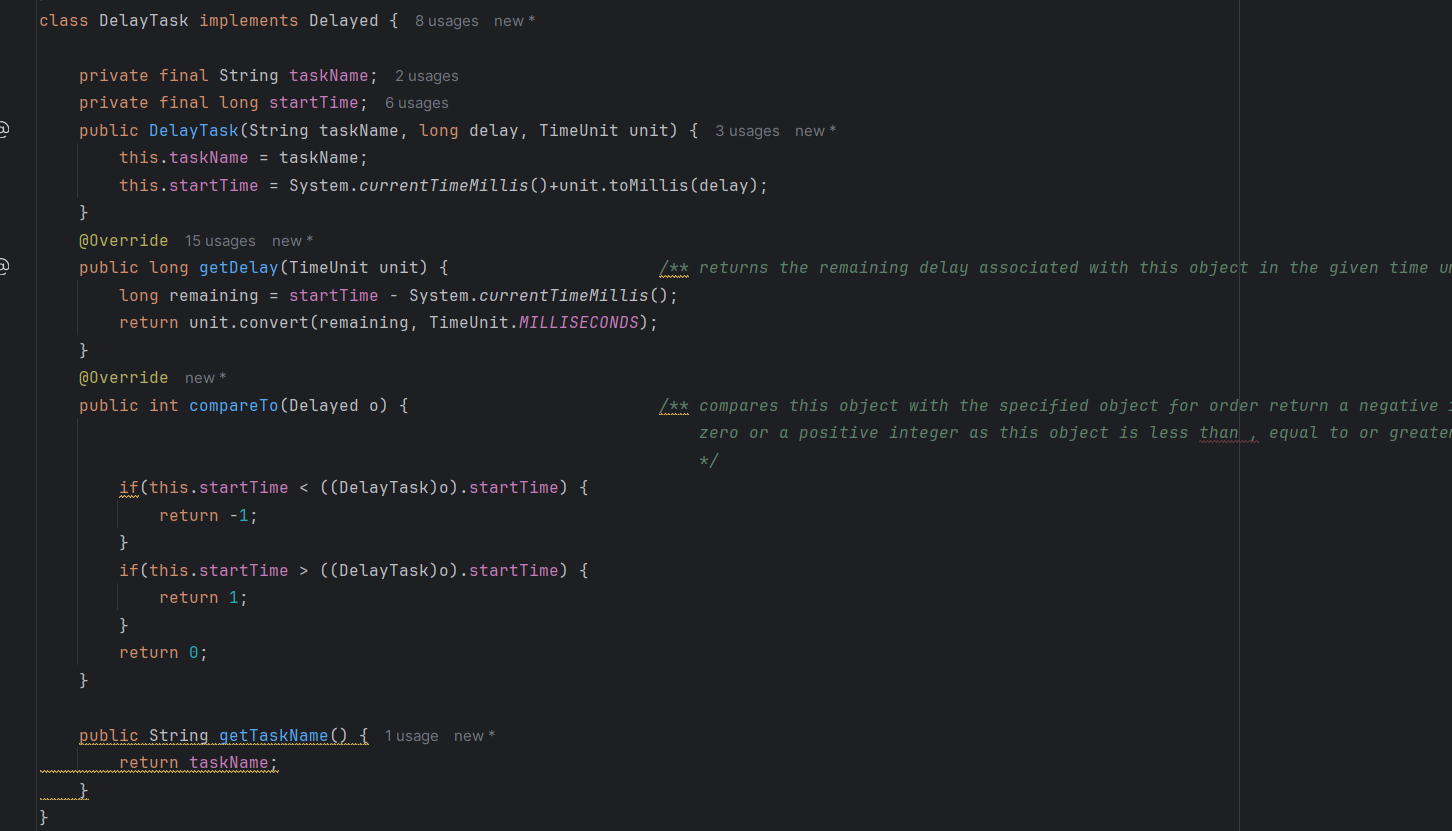 class DelayTask implements Delayed { 8 usages new *
private final String taskName; 2 usages
private final long startTime; 6 usages
public DelayTask(String taskName, long delay, TimeUnit unit) { 3 usages new *
this.taskName = taskName;
this.startTime = System.currentTimeMillis()+unit.toMillis(delay);
}
@Override 15 usages new *
public long getDelay(TimeUnit unit) { /** returns the remaining delay associated with this object in the given time
long remaining = startTime - System.currentTimeMillis();
return unit.convert(remaining, TimeUnit.MILLISECONDS);
}
@Override new *
public int compareTo(Delayed o) { /** compares this object with the specified object for order return a negative
zero or a positive integer as this object is less than , equal to or
*/
if(this.startTime < ((DelayTask)o).startTime) {
return -1;
}
if(this.startTime > ((DelayTask)o).startTime) {
return 1;
}
return 0;
}
public String getTaskName() { 1 usage new *
return taskName;
}
}